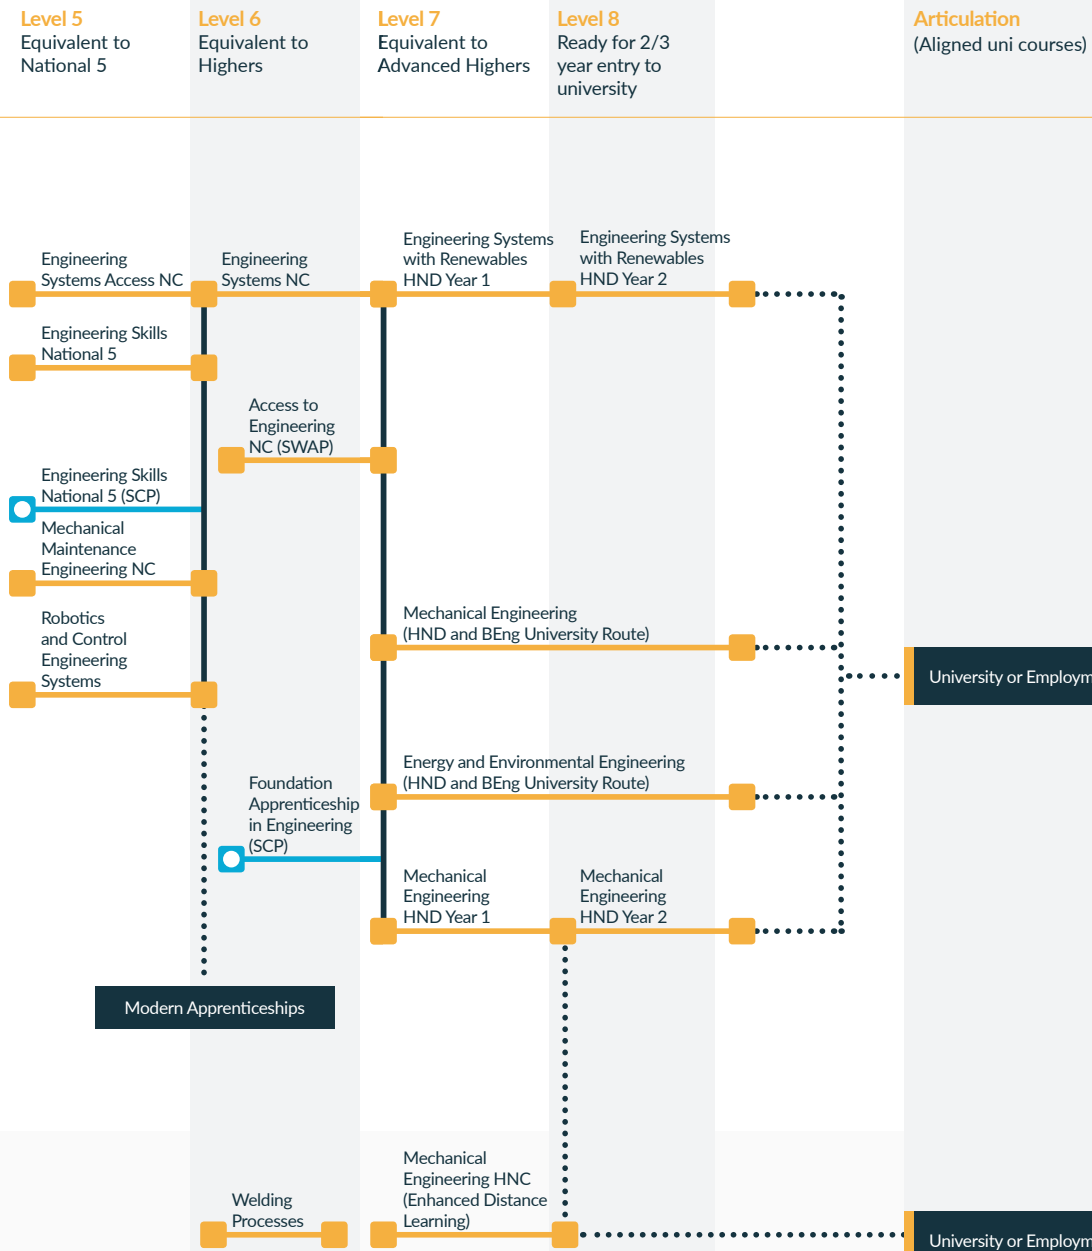 Level 5
Equivalent to
National 5
Level 6
Equivalent to
Highers
Level 7
Equivalent to
Advanced Highers
Level 8
Ready for 2/3
year entry to
university
Articulation
(Aligned uni courses)
Engineering
Systems Access NC
Engineering
Systems NC
Engineering Systems
with Renewables
HND Year 1
Engineering Systems
with Renewables
HND Year 2
Engineering Skills
National 5
Access to
Engineering
NC (SWAP)
Engineering Skills
National 5 (SCP)
Mechanical
Maintenance
Engineering NC
Robotics
and Control
Engineering
Systems
Mechanical Engineering
(HND and BEng University Route)
University or Employm
Energy and Environmental Engineering
(HND and BEng University Route)
Foundation
Apprenticeship
in Engineering
(SCP)
Mechanical
Engineering
HND Year 1
Mechanical
Engineering
HND Year 2
Modern Apprenticeships
Welding
Processes
Mechanical
Engineering HNC
(Enhanced Distance
Learning)
University or Employm